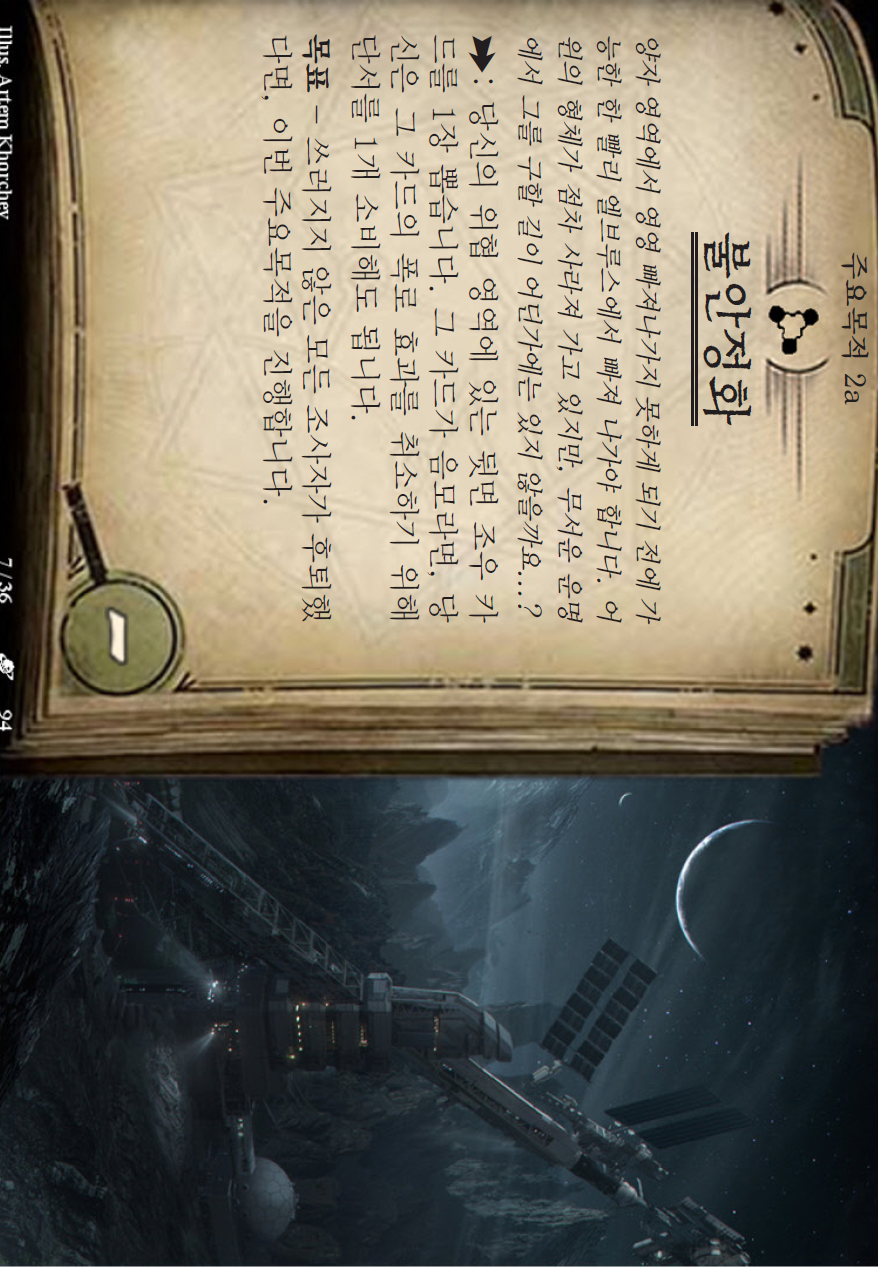 주요목적 2a
불안정화
양자 영역에서 영영 빠져나가지 못하게 되기 전에 가
능한 한 빨리 엘브루스에서 빠져 나가야 합니다. 어
윈의 형체가 점차 사라져 가고 있지만, 무서운 운명
에서 그를 구할 길이 어딘가에는 있지 않을까요....?
: 당신의 위협 영역에 있는 뒷면 조우 카
드를 1장 뽑습니다. 그 카드가 음모라면, 당
신은 그 카드의 폭로 효과를 취소하기 위해
단서를 1개 소비해도 됩니다.
목표 – 쓰러지지 않은 모든 조사자가 후퇴했
다면, 이번 주요목적을 진행합니다.
–
Illus. Artem Khorchev
7/36
94